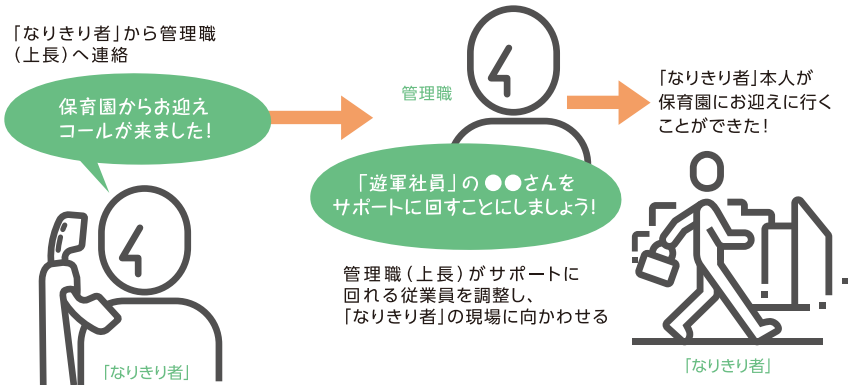 「なりきり者」から管理職
（上長）へ連絡
保育園からお迎え
コールが来ました！
「なりきり者」
管理職
「遊軍社員」の●●さんを
サポートに回すことにしましょう！
管理職（上長）がサポートに
回れる従業員を調整し、
「なりきり者」の現場に向かわせる
「なりきり者」本人が
保育園にお迎えに行く
ことができた！
「なりきり者」